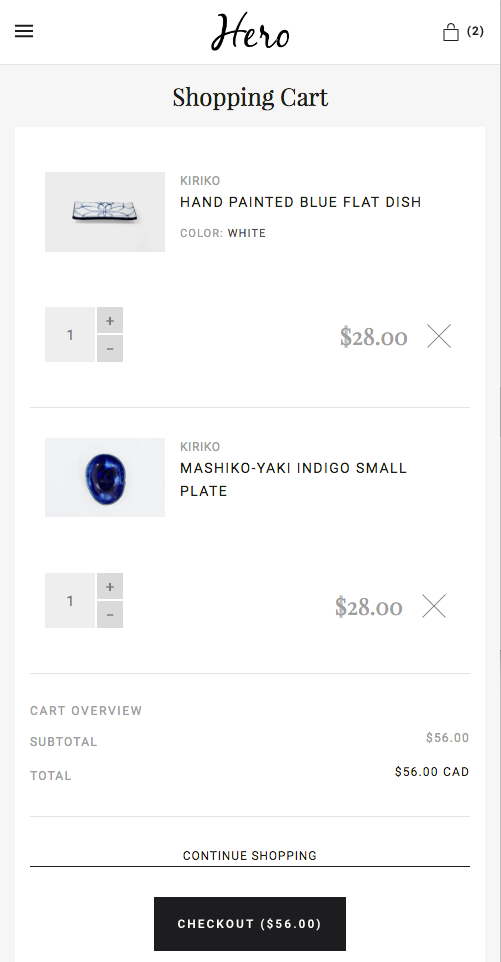 Hero
(2)
Shopping Cart
KIRIKO
HAND PAINTED BLUE FLAT DISH
COLOR: WHITE
1
+
-
$28.00
KIRIKO
MASHIKO-YAKI INDIGO SMALL
PLATE
1
+
-
$28.00
CART OVERVIEW
SUBTOTAL $56.00
TOTAL $56.00 CAD
CONTINUE SHOPPING
CHECKOUT ($56.00)